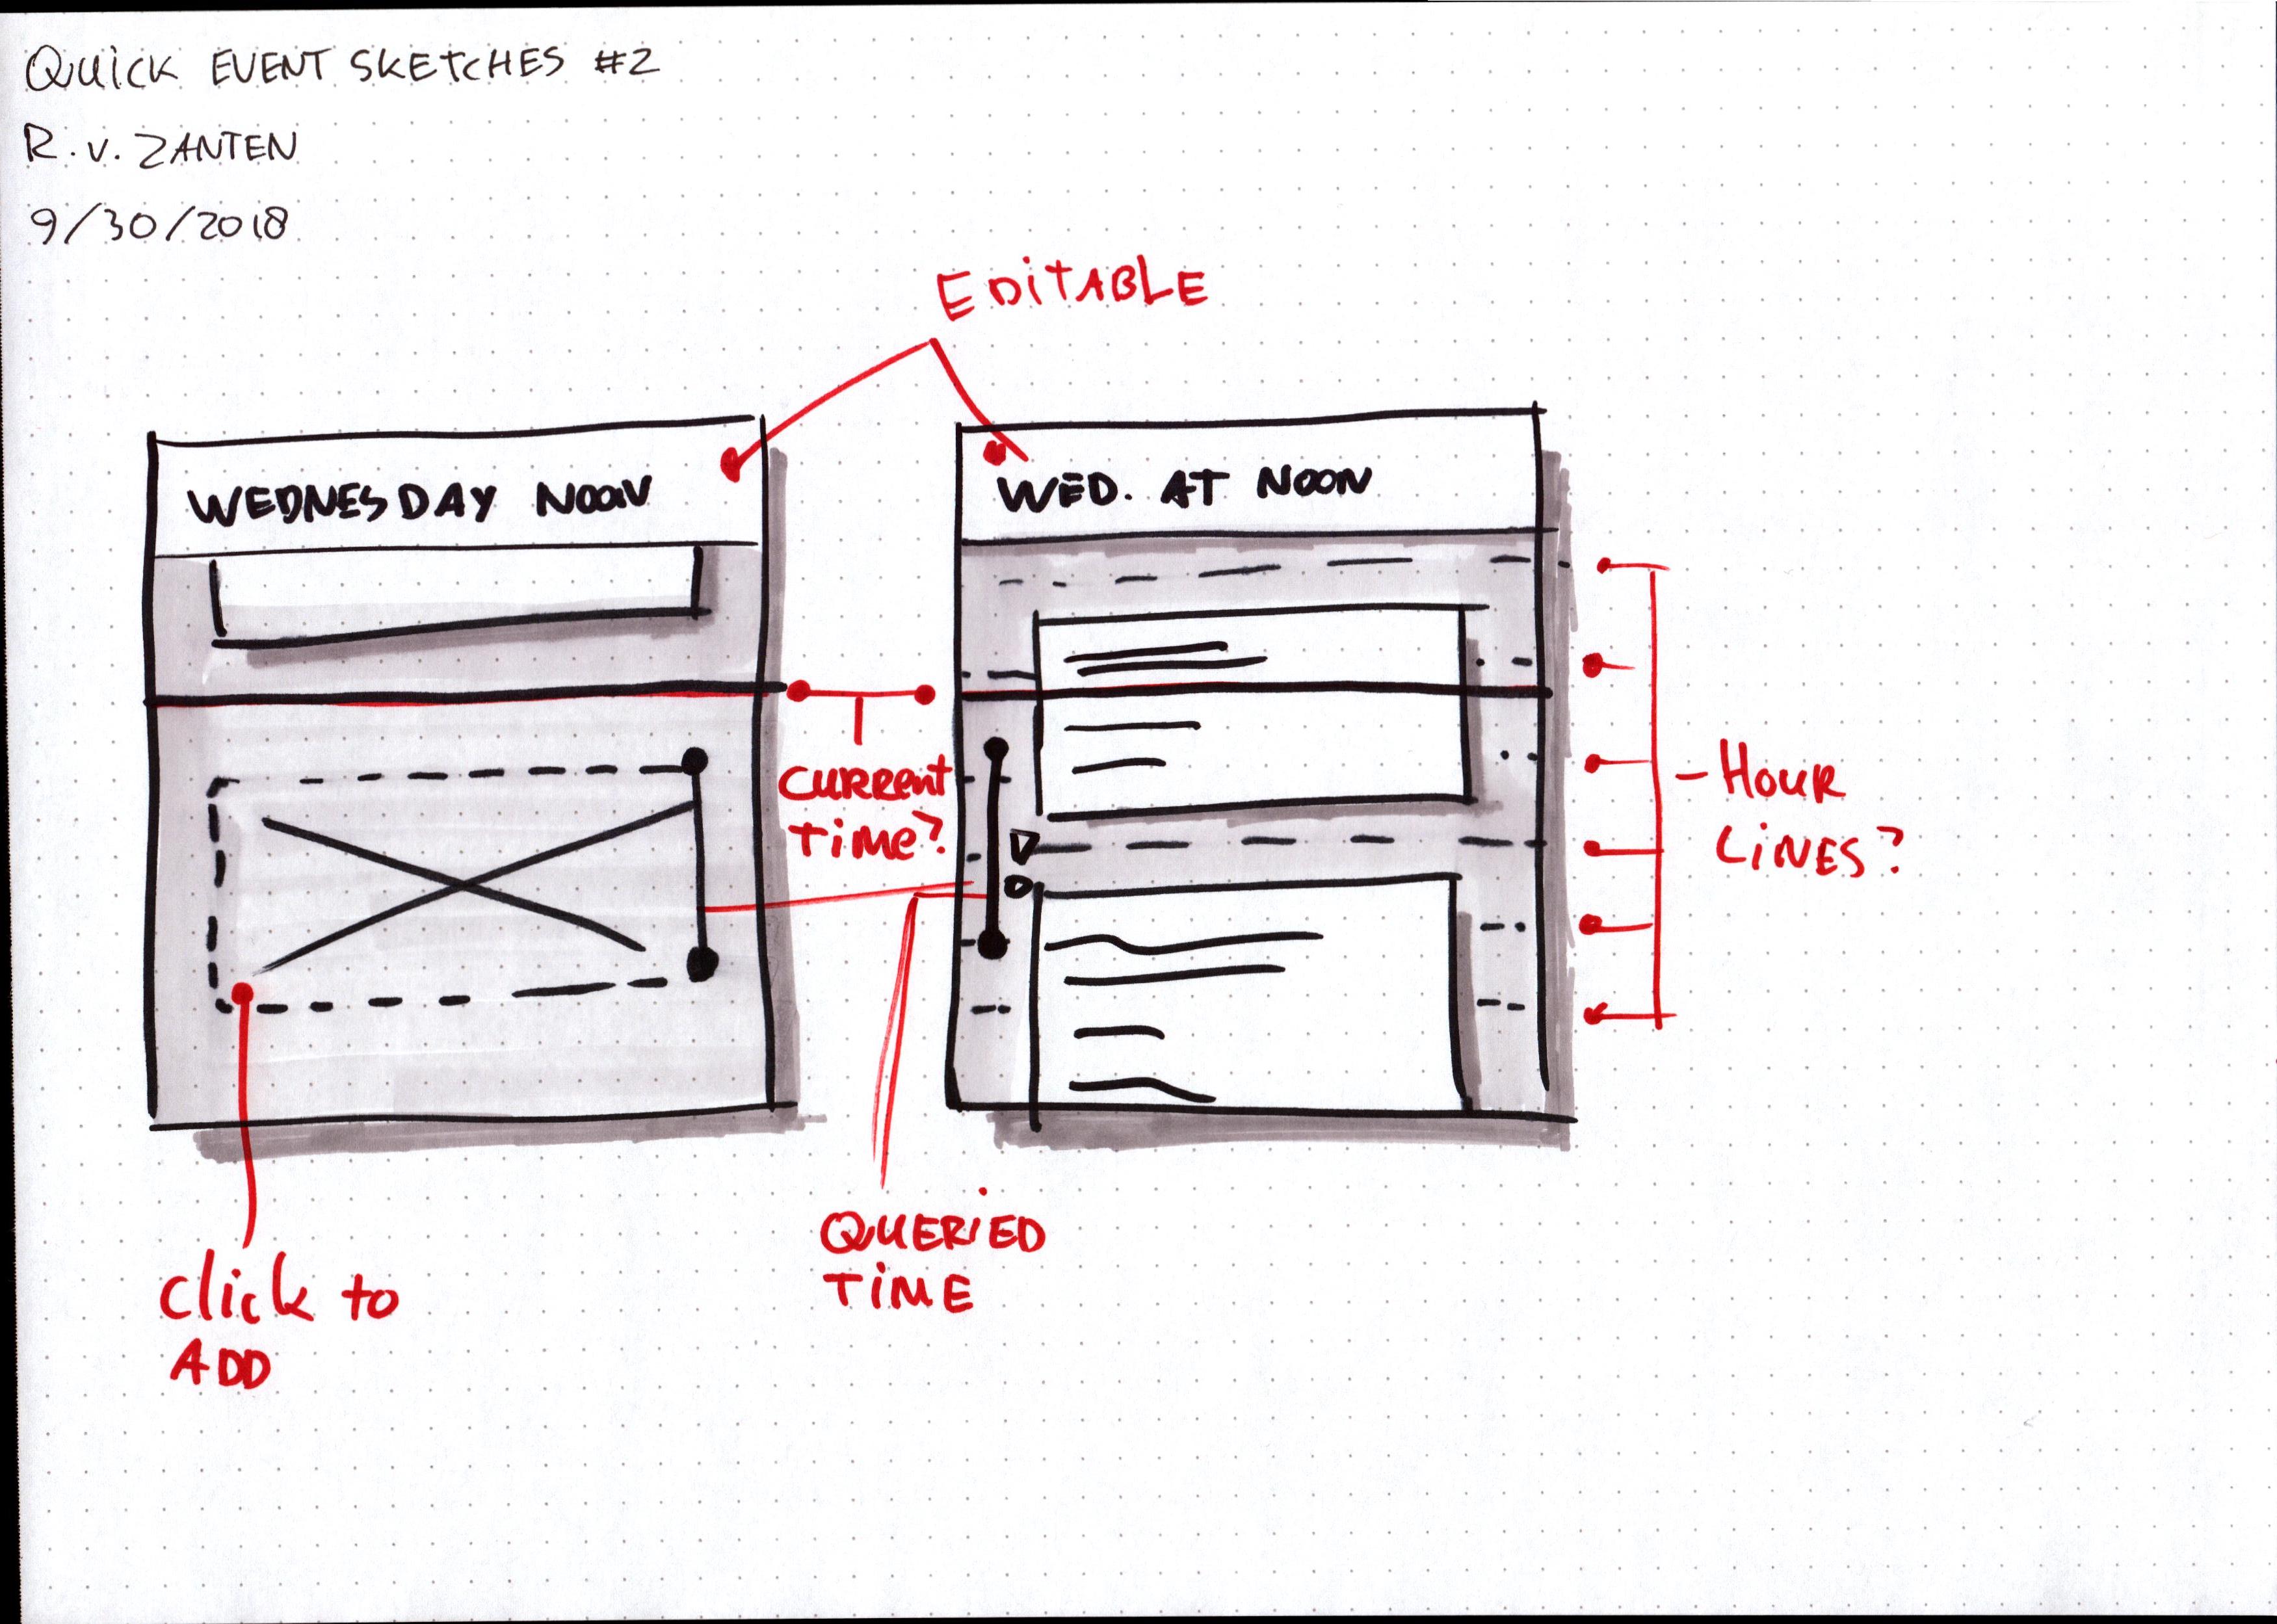 QUICK EVENT SKETCHES #2
R. v. ZANTEN
9/30/2018
EDITABLE
WEDNESDAY NOON
WED. AT NOON
CURRENT
TIME?
- HOUR
LINES?
QUERIED
TIME
Click to
ADD